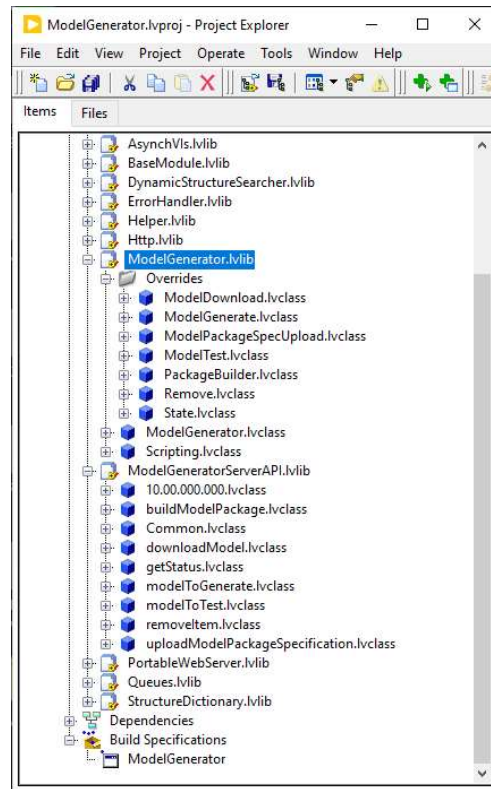 ModelGenerator.lvproj - Project Explorer
File Edit View Project Operate Tools Window Help
Items Files
AsynchVIs.lvlib
BaseModule.lvlib
DynamicStructureSearcher.lvlib
ErrorHandler.lvlib
Helper.lvlib
Http.lvlib
ModelGenerator.lvlib
Overrides
ModelDownload.lvclass
ModelGenerate.lvclass
ModelPackageSpecUpload.lvclass
ModelTest.lvclass
PackageBuilder.lvclass
Remove.lvclass
State.lvclass
ModelGenerator.lvclass
Scripting.lvclass
ModelGeneratorServerAPI.lvlib
10.00.000.000.lvclass
buildModelPackage.lvclass
Common.lvclass
downloadModel.lvclass
getStatus.lvclass
modelToGenerate.lvclass
modelToTest.lvclass
removeItem.lvclass
uploadModelPackageSpecification.lvclass
PortableWebServer.lvlib
Queues.lvlib
StructureDictionary.lvlib
Dependencies
Build Specifications
ModelGenerator